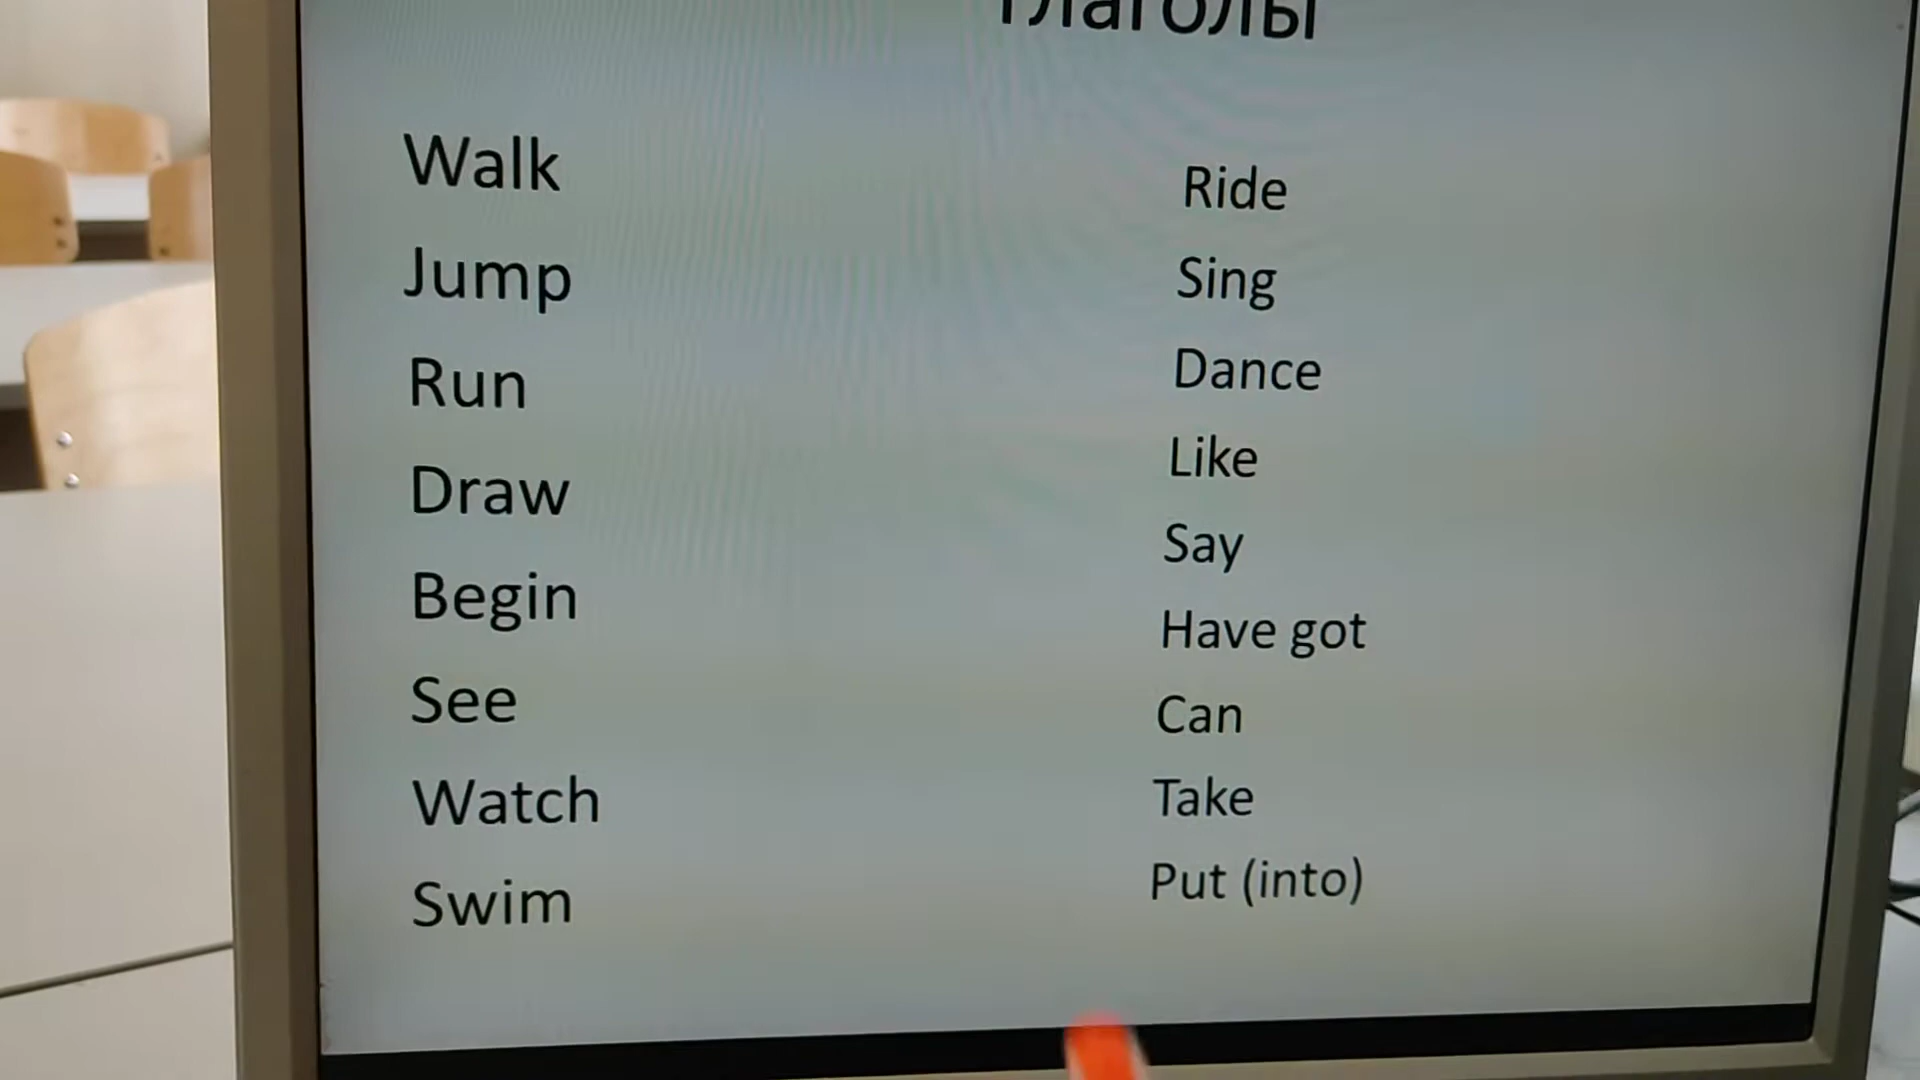 Глаголы
Walk
Jump
Run
Draw
Begin
See
Watch
Swim
Ride
Sing
Dance
Like
Say
Have got
Can
Take
Put (into)